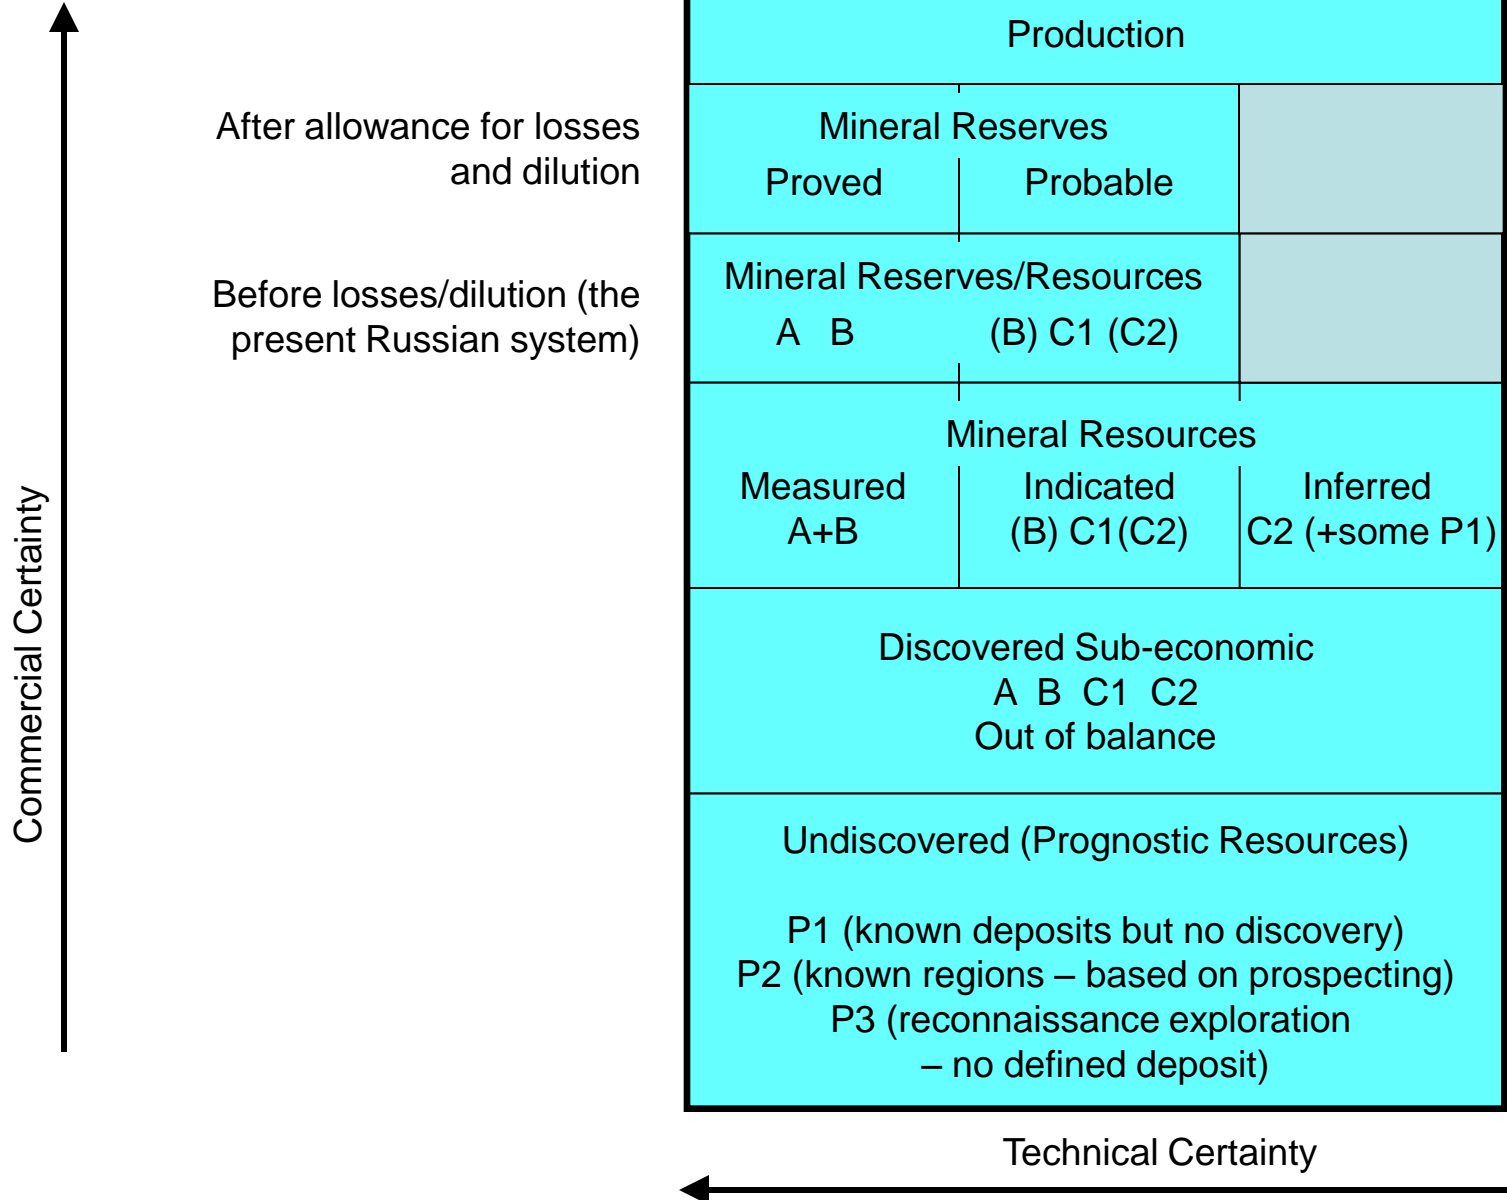 Production
After allowance for losses
and dilution
Mineral Reserves
Proved
Probable
Before losses/dilution (the
present Russian system)
Mineral Reserves/Resources
A B
(B) C1 (C2)
Mineral Resources
Measured
A+B
Indicated
(B) C1(C2)
Inferred
C2 (+some P1)
Discovered Sub-economic
A B C1 C2
Out of balance
Undiscovered (Prognostic Resources)
P1 (known deposits but no discovery)
P2 (known regions – based on prospecting)
P3 (reconnaissance exploration
– no defined deposit)
Commercial Certainty
Technical Certainty